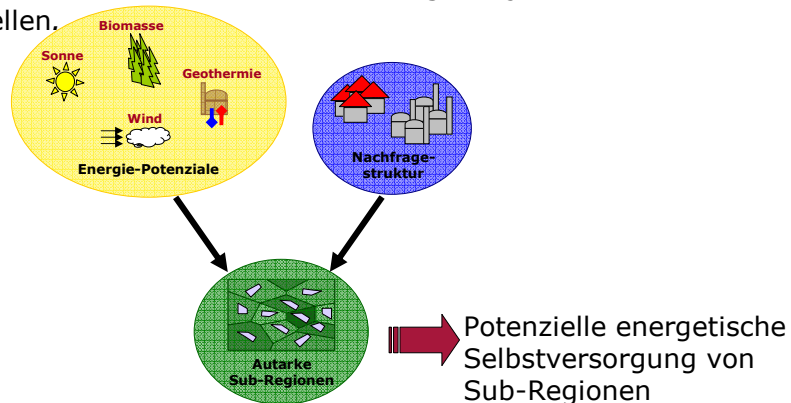 ellen.
Biomasse
Sonne
Geothermie
Wind
Energie-Potenziale
Nachfrage-
struktur
Autarke
Sub-Regionen
Potenzielle energetische
Selbstversorgung von
Sub-Regionen